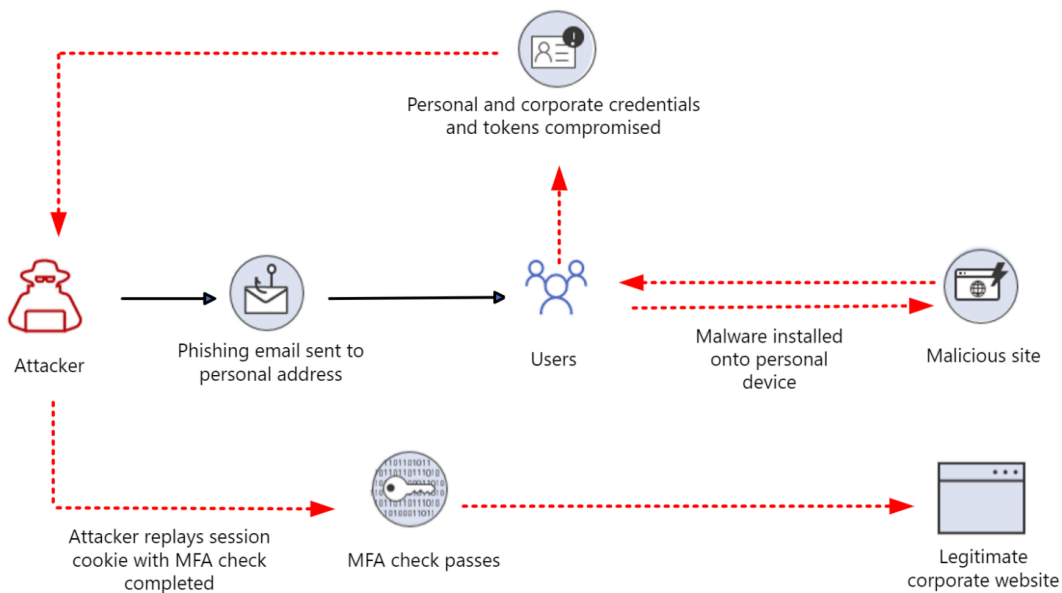 Personal and corporate credentials
and tokens compromised
Attacker
Phishing email sent to
personal address
Users
Malware installed
onto personal
device
Malicious site
Attacker replays session
cookie with MFA check
completed
MFA check passes
Legitimate
corporate website